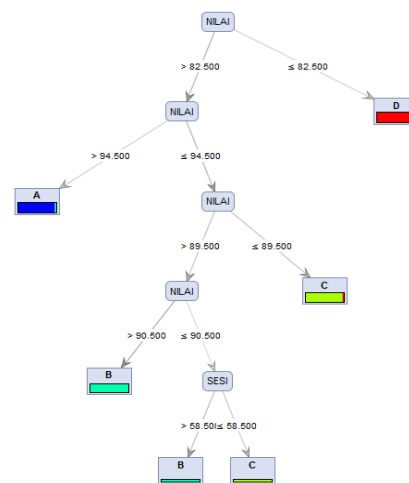 NILAI
> 82.500 ≤ 82.500
NILAI D
> 94.500 ≤ 94.500
A NILAI
> 89.500 ≤ 89.500
NILAI C
> 90.500 ≤ 90.500
B SESI
> 58.50 ≤ 58.500
B C